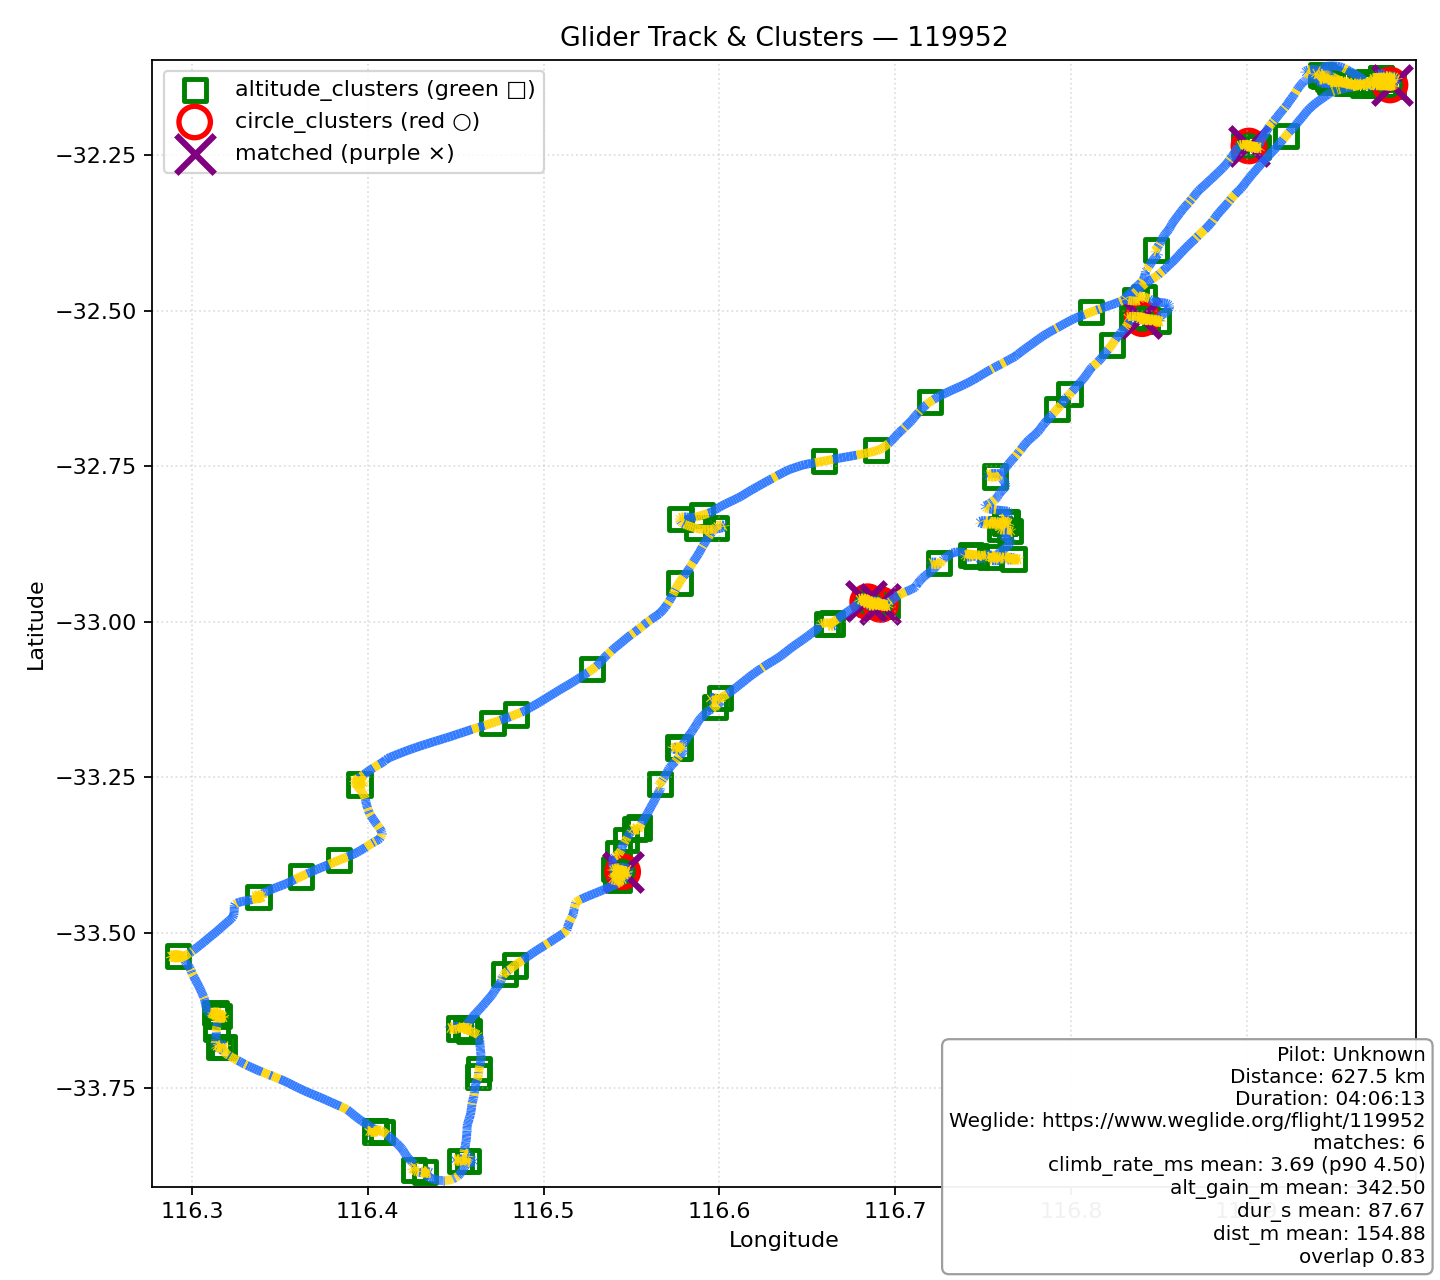 Glider Track & Clusters — 119952
altitude_clusters (green □)
circle_clusters (red ○)
matched (purple ×)
−32.25
−32.50
−32.75
−33.00
−33.25
−33.50
−33.75
Latitude
116.3
116.4
116.5
116.6
116.7
116.8
Longitude
Pilot: Unknown
Distance: 627.5 km
Duration: 04:06:13
Weglide: https://www.weglide.org/flight/119952
matches: 6
climb_rate_ms mean: 3.69 (p90 4.50)
alt_gain_m mean: 342.50
dur_s mean: 87.67
dist_m mean: 154.88
overlap 0.83